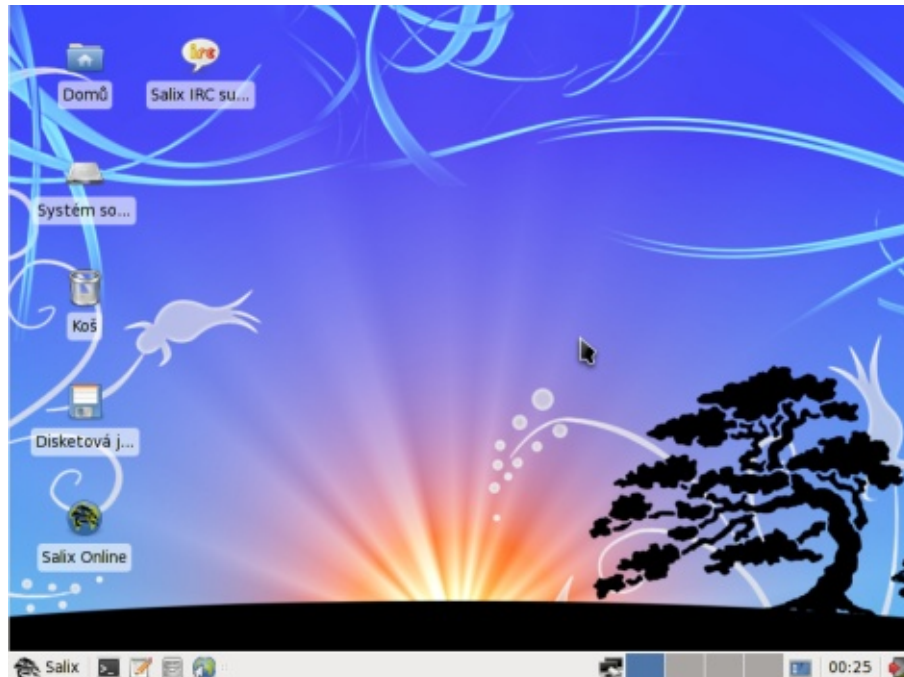 irc
Domů
Salix IRC su...
Systém so...
Koš
Disketová j...
Salix Online
Salix
00:25